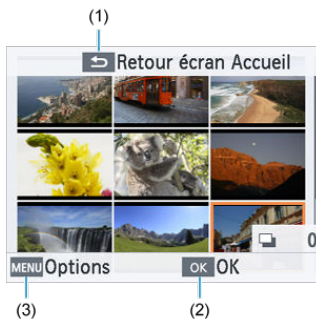 (1)
Retour écran Accueil
0
MENU Options OK OK
(3) (2)